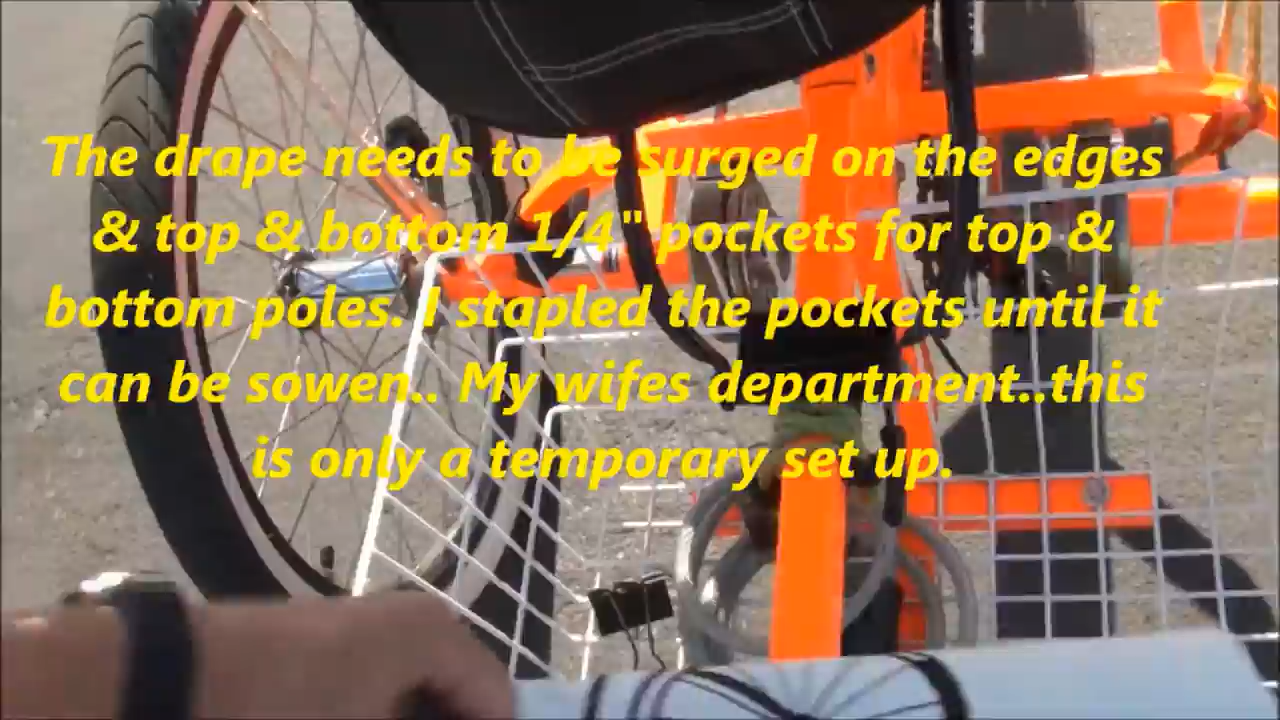 The drape needs to be surged on the edges
& top & bottom 1/4" pockets for top &
bottom poles. I stapled the pockets until it
can be sowen.. My wifes department..this
is only a temporary set up.